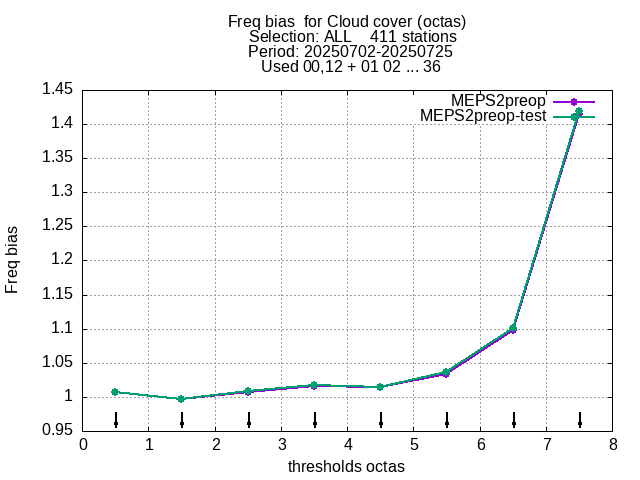 Freq bias  for Cloud cover (octas)
Selection: ALL    411 stations
Period: 20250702-20250725
Used 00,12 + 01 02 ... 36
MEPS2preop
MEPS2preop-test
1.45
1.4
1.35
1.3
1.25
1.2
1.15
1.1
1.05
1
0.95
Freq bias
0 1 2 3 4 5 6 7 8
thresholds octas